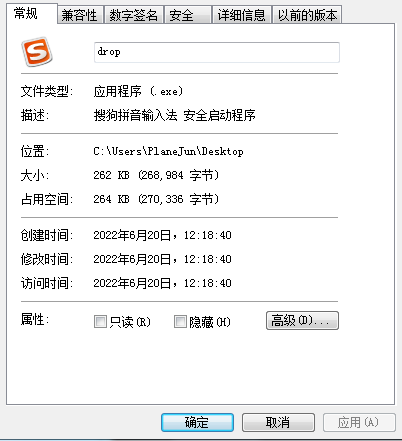 常规 兼容性 数字签名 安全 详细信息 以前的版本
S
drop
文件类型: 应用程序 (.exe)
描述: 搜狗拼音输入法 安全启动程序
位置: C:\Users\PlaneJun\Desktop
大小: 262 KB (268,984 字节)
占用空间: 264 KB (270,336 字节)
创建时间: 2022年6月20日，12:18:40
修改时间: 2022年6月20日，12:18:40
访问时间: 2022年6月20日，12:18:40
属性: 只读(R) 隐藏(H) 高级(D)...
确定 取消 应用(A)